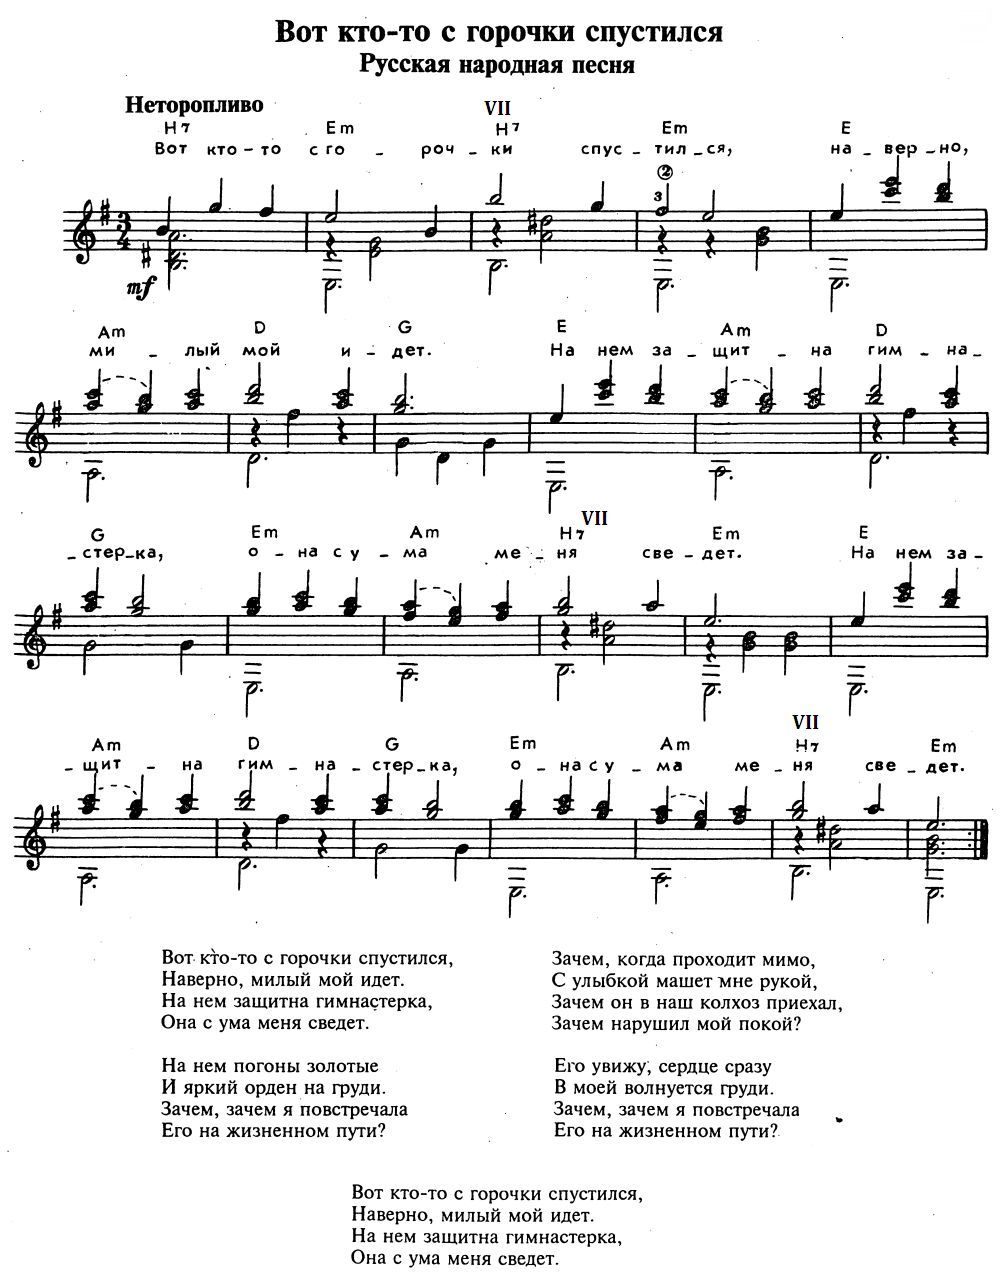 Вот кто-то с горочки спустился
Русская народная песня
Неторопливо
VII
H7 Em H7 Em E
Вот кто-то с го - роч - ки спус - тил - ся, на - вер - но,
②
3
3
4
mf
Am D G E Am D
ми - лый мой и - дет. На нем за - щит - на гим - на -
VII
G Em Am H7 Em E
- стер - ка, о - на с у - ма ме - ня све - дет. На нем за -
VII
Am D G Em Am H7 Em
- щит - на гим - на - стер - ка, о - на с у - ма ме - ня све - дет.
Вот кто-то с горочки спустился,
Наверно, милый мой идет.
На нем защитна гимнастерка,
Она с ума меня сведет.
На нем погоны золотые
И яркий орден на груди.
Зачем, зачем я повстречала
Его на жизненном пути?
Зачем, когда проходит мимо,
С улыбкой машет мне рукой,
Зачем он в наш колхоз приехал,
Зачем нарушил мой покой?
Его увижу, сердце сразу
В моей волнуется груди.
Зачем, зачем я повстречала
Его на жизненном пути?
Вот кто-то с горочки спустился,
Наверно, милый мой идет.
На нем защитна гимнастерка,
Она с ума меня сведет.